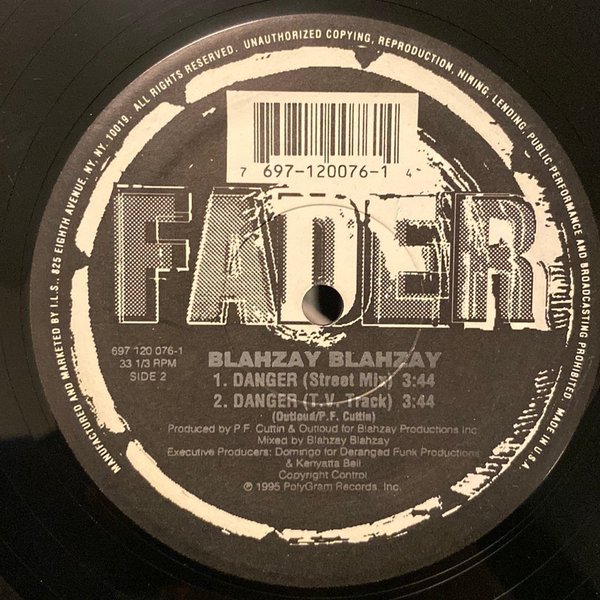 MANUFACTURED AND MARKETED BY I.L.S., 825 EIGHTH AVENUE, NY, NY, 10019. ALL RIGHTS RESERVED. UNAUTHORIZED COPYING, REPRODUCTION, HIRING, LENDING, PUBLIC PERFORMANCE AND BROADCASTING PROHIBITED. MADE IN U.S.A.
7 697-120076-1 4
FADER
697 120 076-1
33 1/3 RPM
SIDE 2
BLAHZAY BLAHZAY
1. DANGER (Street Mix) 3:44
2. DANGER (T.V. Track) 3:44
(Outloud/P.F. Cuttin)
Produced by P.F. Cuttin & Outloud for Blahzay Productions Inc.
Mixed by Blahzay Blahzay
Executive Producers: Domingo for Deranged Funk Productions
& Kenyatta Bell
Copyright Control
℗ 1995 PolyGram Records, Inc.